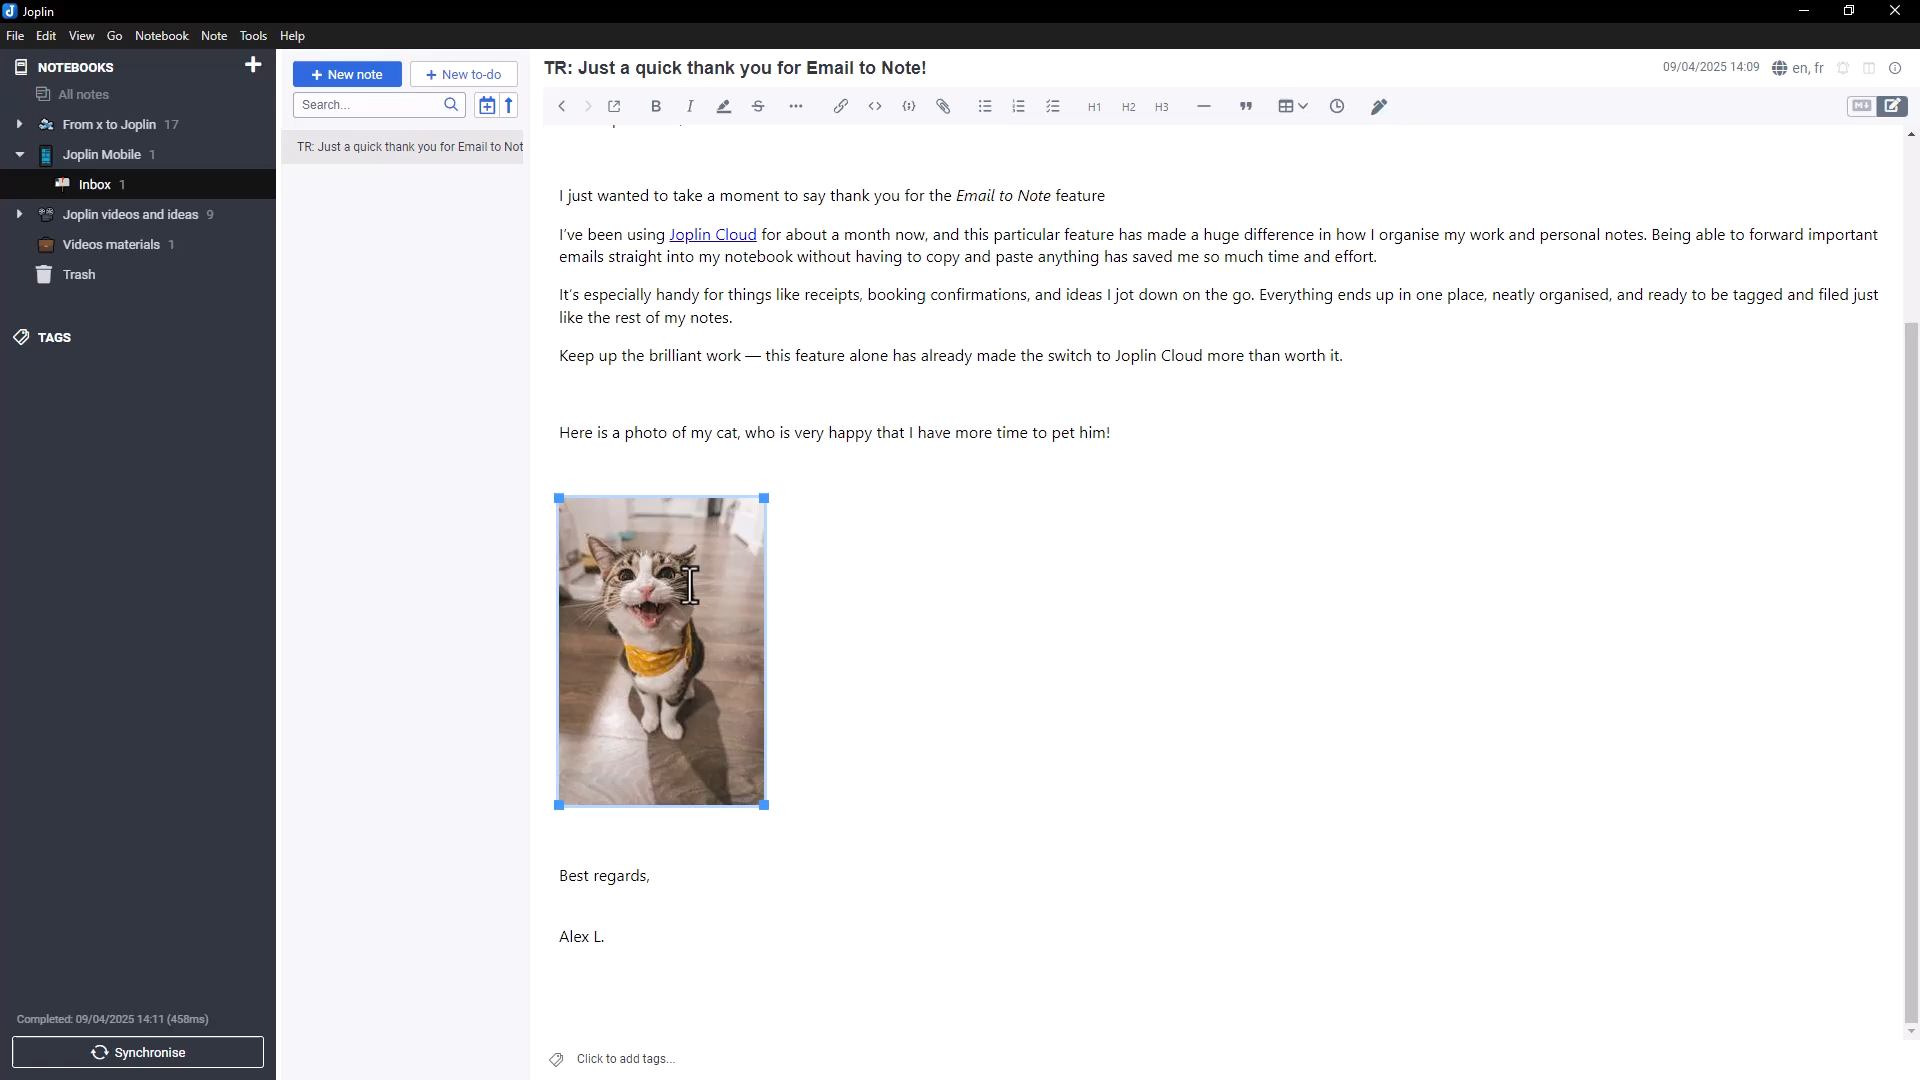 Joplin
File Edit View Go Notebook Note Tools Help
NOTEBOOKS
All notes
From x to Joplin 17
Joplin Mobile 1
Inbox 1
Joplin videos and ideas 9
Videos materials 1
Trash
TAGS
Completed: 09/04/2025 14:11 (458ms)
Synchronise
New note
New to-do
Search...
TR: Just a quick thank you for Email to Not
TR: Just a quick thank you for Email to Note!
09/04/2025 14:09 en, fr
B I S H1 H2 H3
I just wanted to take a moment to say thank you for the Email to Note feature
I've been using Joplin Cloud for about a month now, and this particular feature has made a huge difference in how I organise my work and personal notes. Being able to forward important
emails straight into my notebook without having to copy and paste anything has saved me so much time and effort.
It's especially handy for things like receipts, booking confirmations, and ideas I jot down on the go. Everything ends up in one place, neatly organised, and ready to be tagged and filed just
like the rest of my notes.
Keep up the brilliant work — this feature alone has already made the switch to Joplin Cloud more than worth it.
Here is a photo of my cat, who is very happy that I have more time to pet him!
Best regards,
Alex L.
Click to add tags...